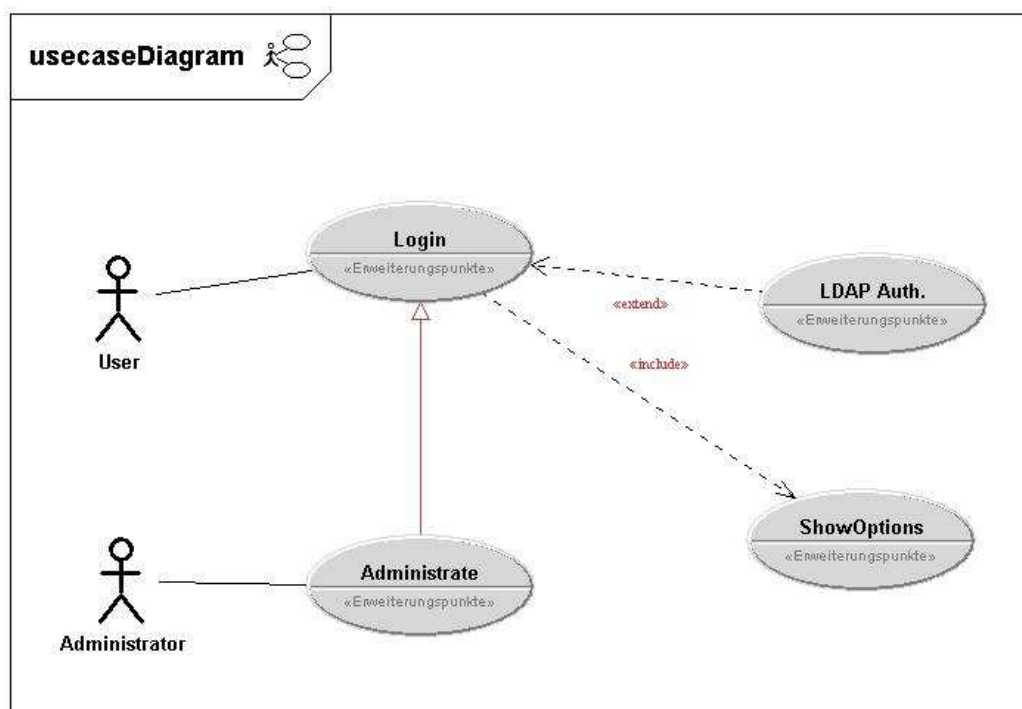 usecaseDiagram
Login
«Erweiterungspunkte»
User
«extend»
LDAP Auth.
«Erweiterungspunkte»
«include»
ShowOptions
«Erweiterungspunkte»
Administrate
«Erweiterungspunkte»
Administrator